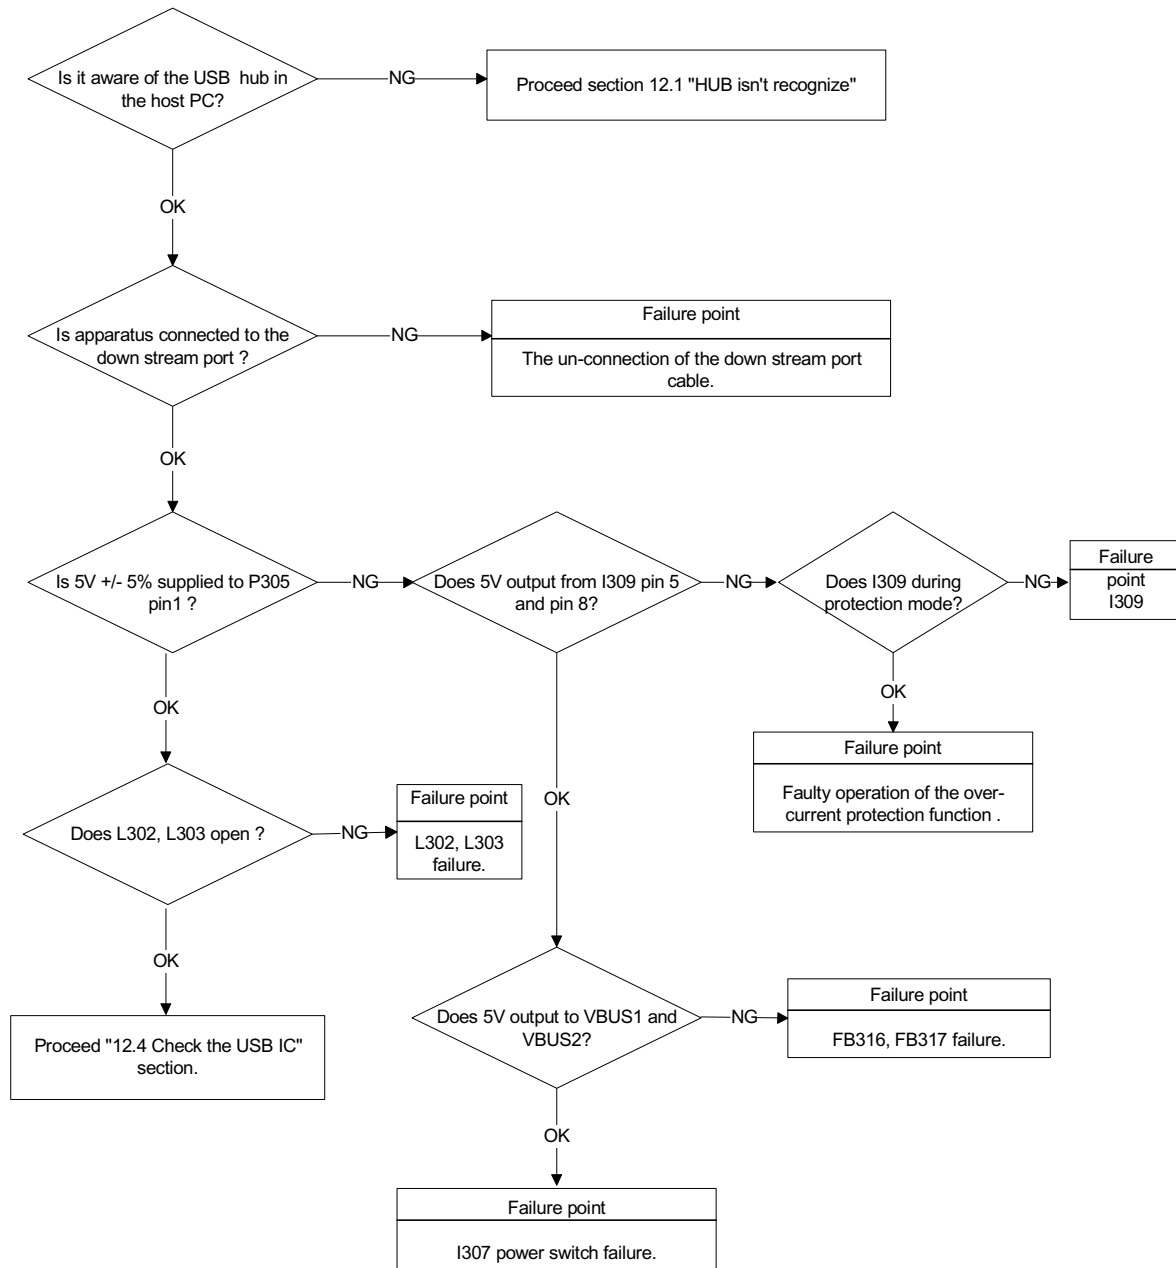 Is it aware of the USB hub in
the host PC?
NG
Proceed section 12.1 "HUB isn't recognize"
OK
Is apparatus connected to the
down stream port ?
NG
Failure point
The un-connection of the down stream port
cable.
OK
Is 5V +/- 5% supplied to P305
pin1 ?
NG
Does 5V output from I309 pin 5
and pin 8?
NG
Does I309 during
protection mode?
NG
Failure
point
I309
OK
Failure point
Faulty operation of the over-
current protection function .
OK
Does L302, L303 open ?
NG
Failure point
L302, L303
failure.
OK
Proceed "12.4 Check the USB IC"
section.
OK
Does 5V output to VBUS1 and
VBUS2?
NG
Failure point
FB316, FB317 failure.
OK
Failure point
I307 power switch failure.